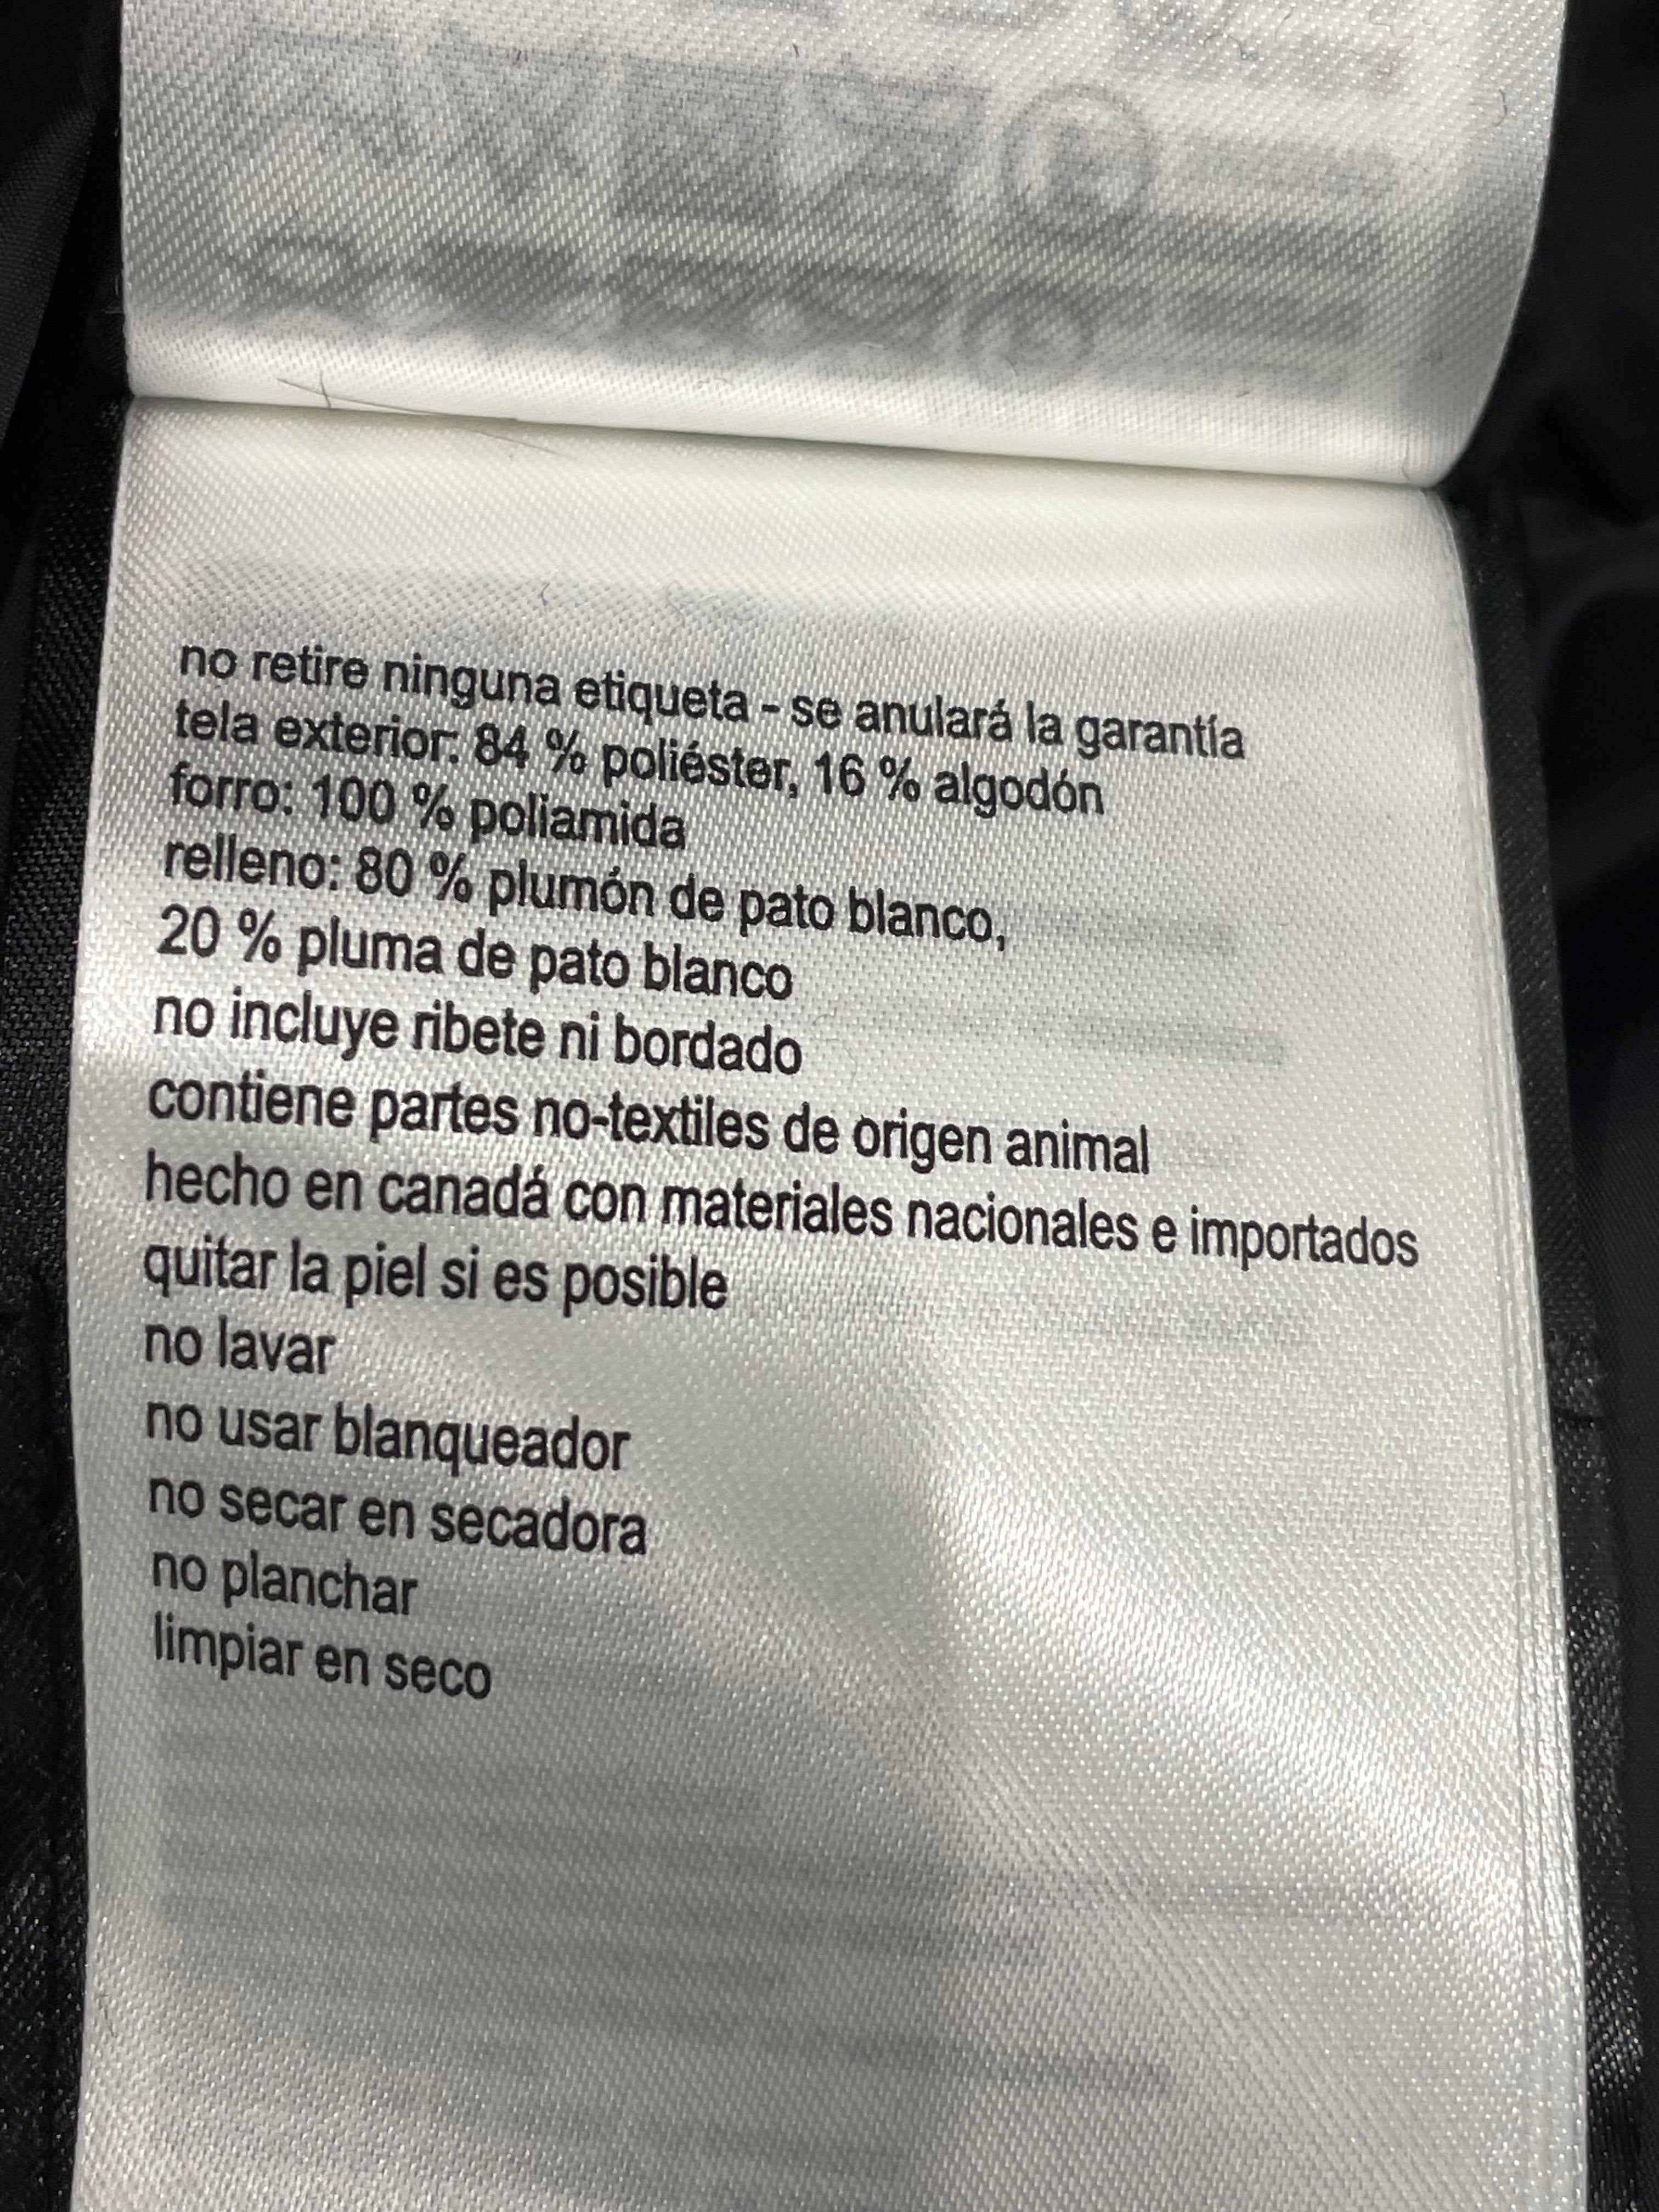 no retire ninguna etiqueta - se anulará la garantía
tela exterior: 84 % poliéster, 16 % algodón
forro: 100 % poliamida
relleno: 80 % plumón de pato blanco,
20 % pluma de pato blanco
no incluye ribete ni bordado
contiene partes no-textiles de origen animal
hecho en canadá con materiales nacionales e importados
quitar la piel si es posible
no lavar
no usar blanqueador
no secar en secadora
no planchar
limpiar en seco